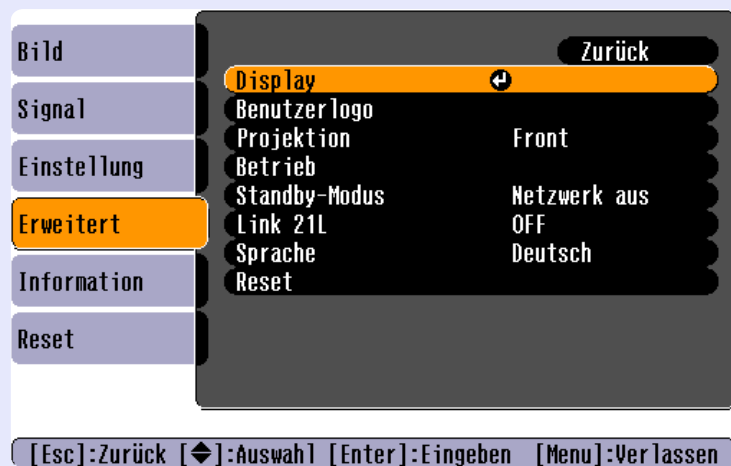 Bild
Signal
Einstellung
Erweitert
Information
Reset
Zurück
Display
Benutzerlogo
Projektion Front
Betrieb
Standby-Modus Netzwerk aus
Link 21L OFF
Sprache Deutsch
Reset
[Esc]:Zurück [◆]:Auswahl [Enter]:Eingeben [Menu]:Verlassen